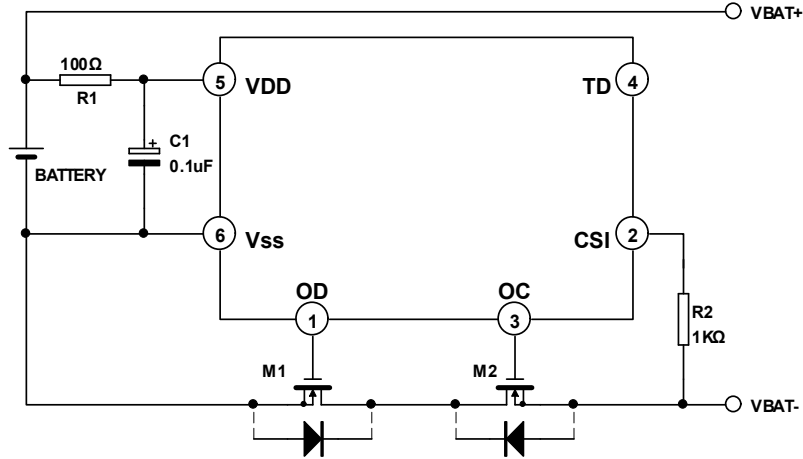 VBAT+
100Ω
R1
5
VDD
TD
4
C1
+
0.1uF
BATTERY
6
Vss
CSI
2
OD
OC
1
3
R2
1KΩ
M1
M2
VBAT-